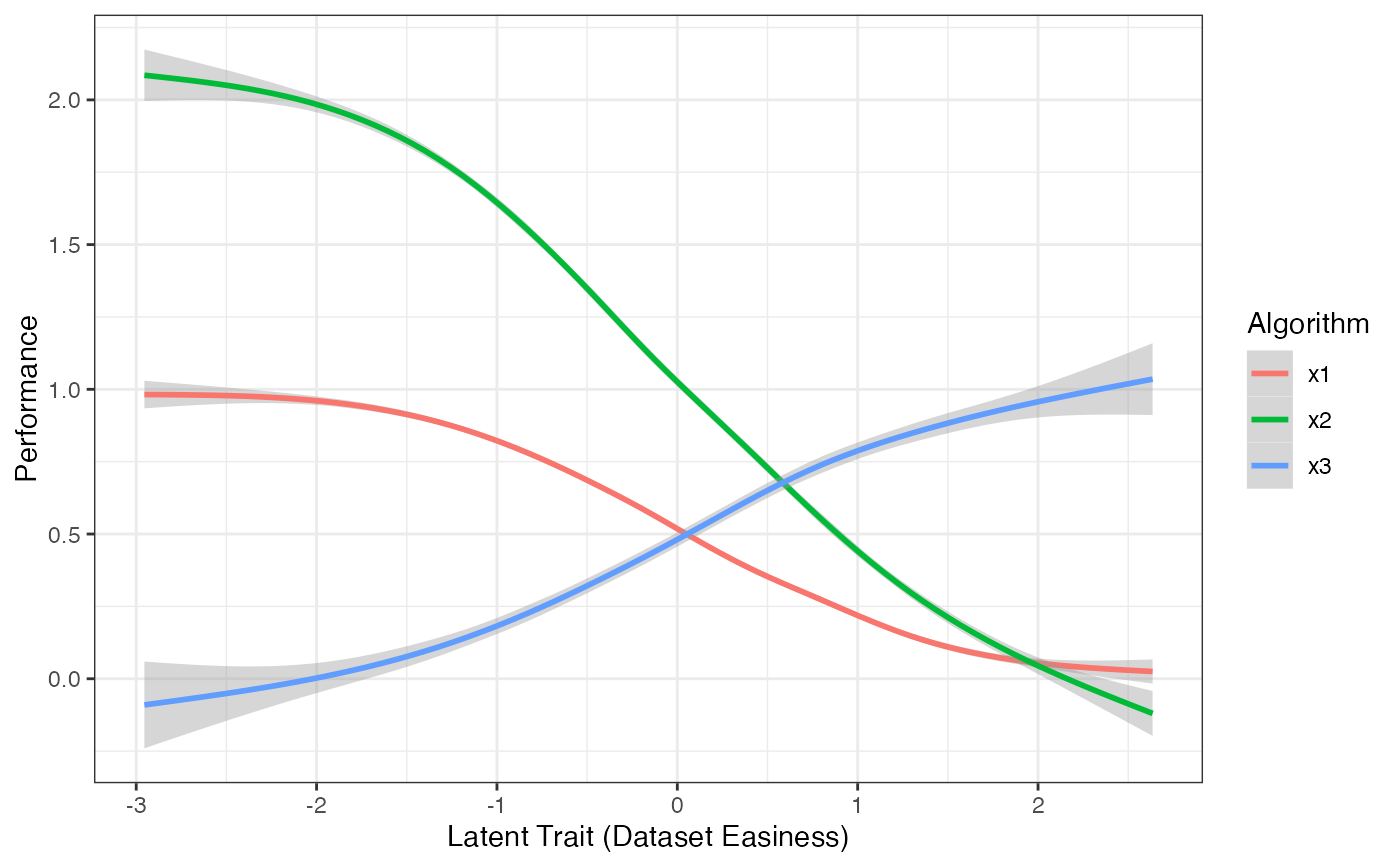 Performance
2.0
1.5
1.0
0.5
0.0
-3 -2 -1 0 1 2
Latent Trait (Dataset Easiness)
Algorithm
x1
x2
x3